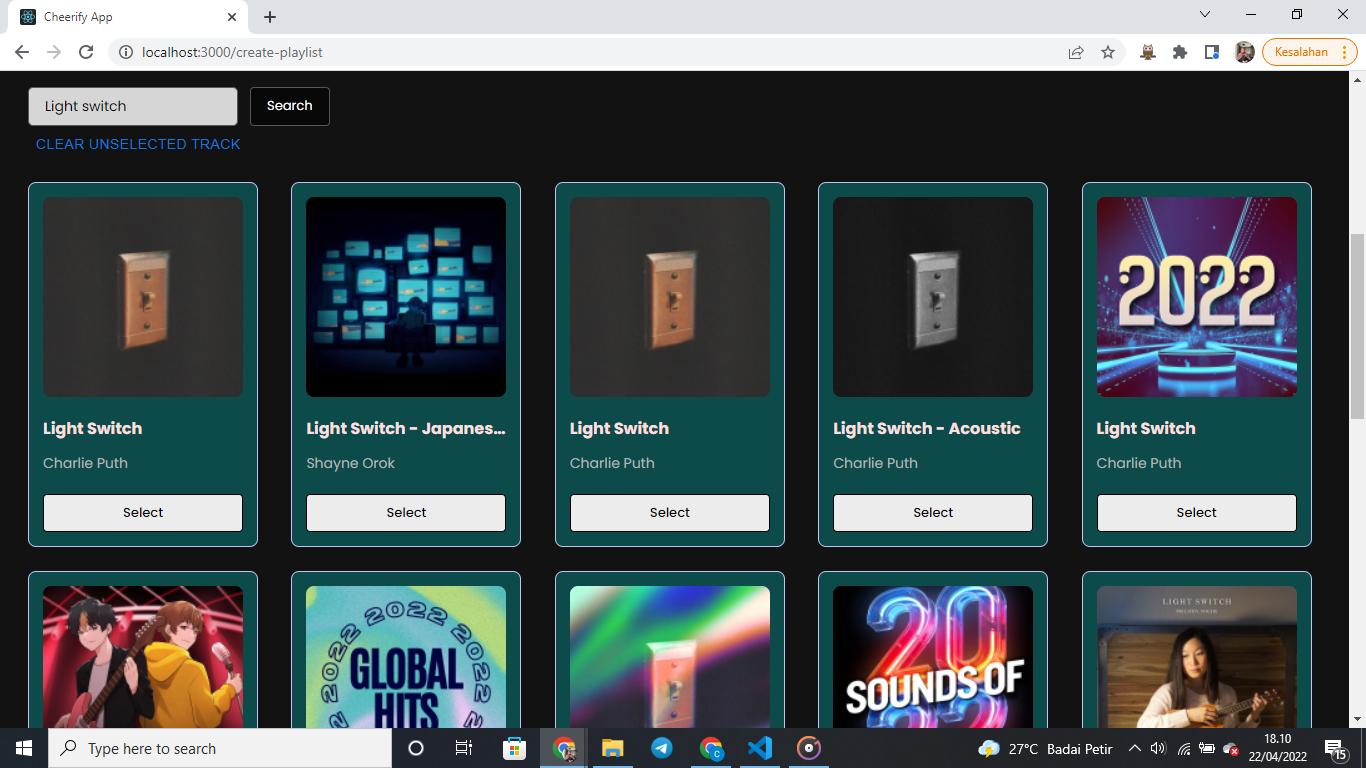 Cheerify App
localhost:3000/create-playlist
Kesalahan
Light switch
Search
CLEAR UNSELECTED TRACK
2022
Light Switch
Charlie Puth
Select
Light Switch - Japanes...
Shayne Orok
Select
Light Switch
Charlie Puth
Select
Light Switch - Acoustic
Charlie Puth
Select
Light Switch
Charlie Puth
Select
2022 2022 2022 2022
GLOBAL
HITS
20
SOUNDS OF
LIGHT SWITCH
Type here to search
27°C Badai Petir
18.10
22/04/2022
15